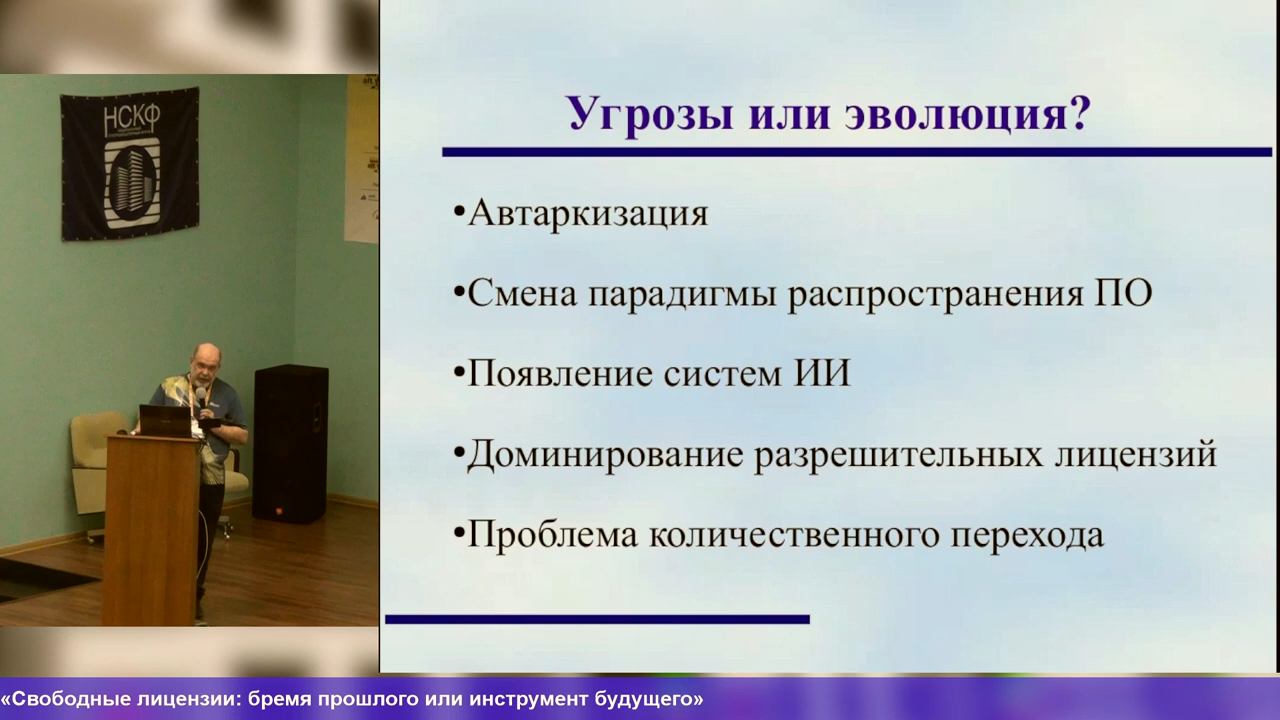 НСКФ
Угрозы или эволюция?
•Автаркизация
•Смена парадигмы распространения ПО
•Появление систем ИИ
•Доминирование разрешительных лицензий
•Проблема количественного перехода
«Свободные лицензии: бремя прошлого или инструмент будущего»